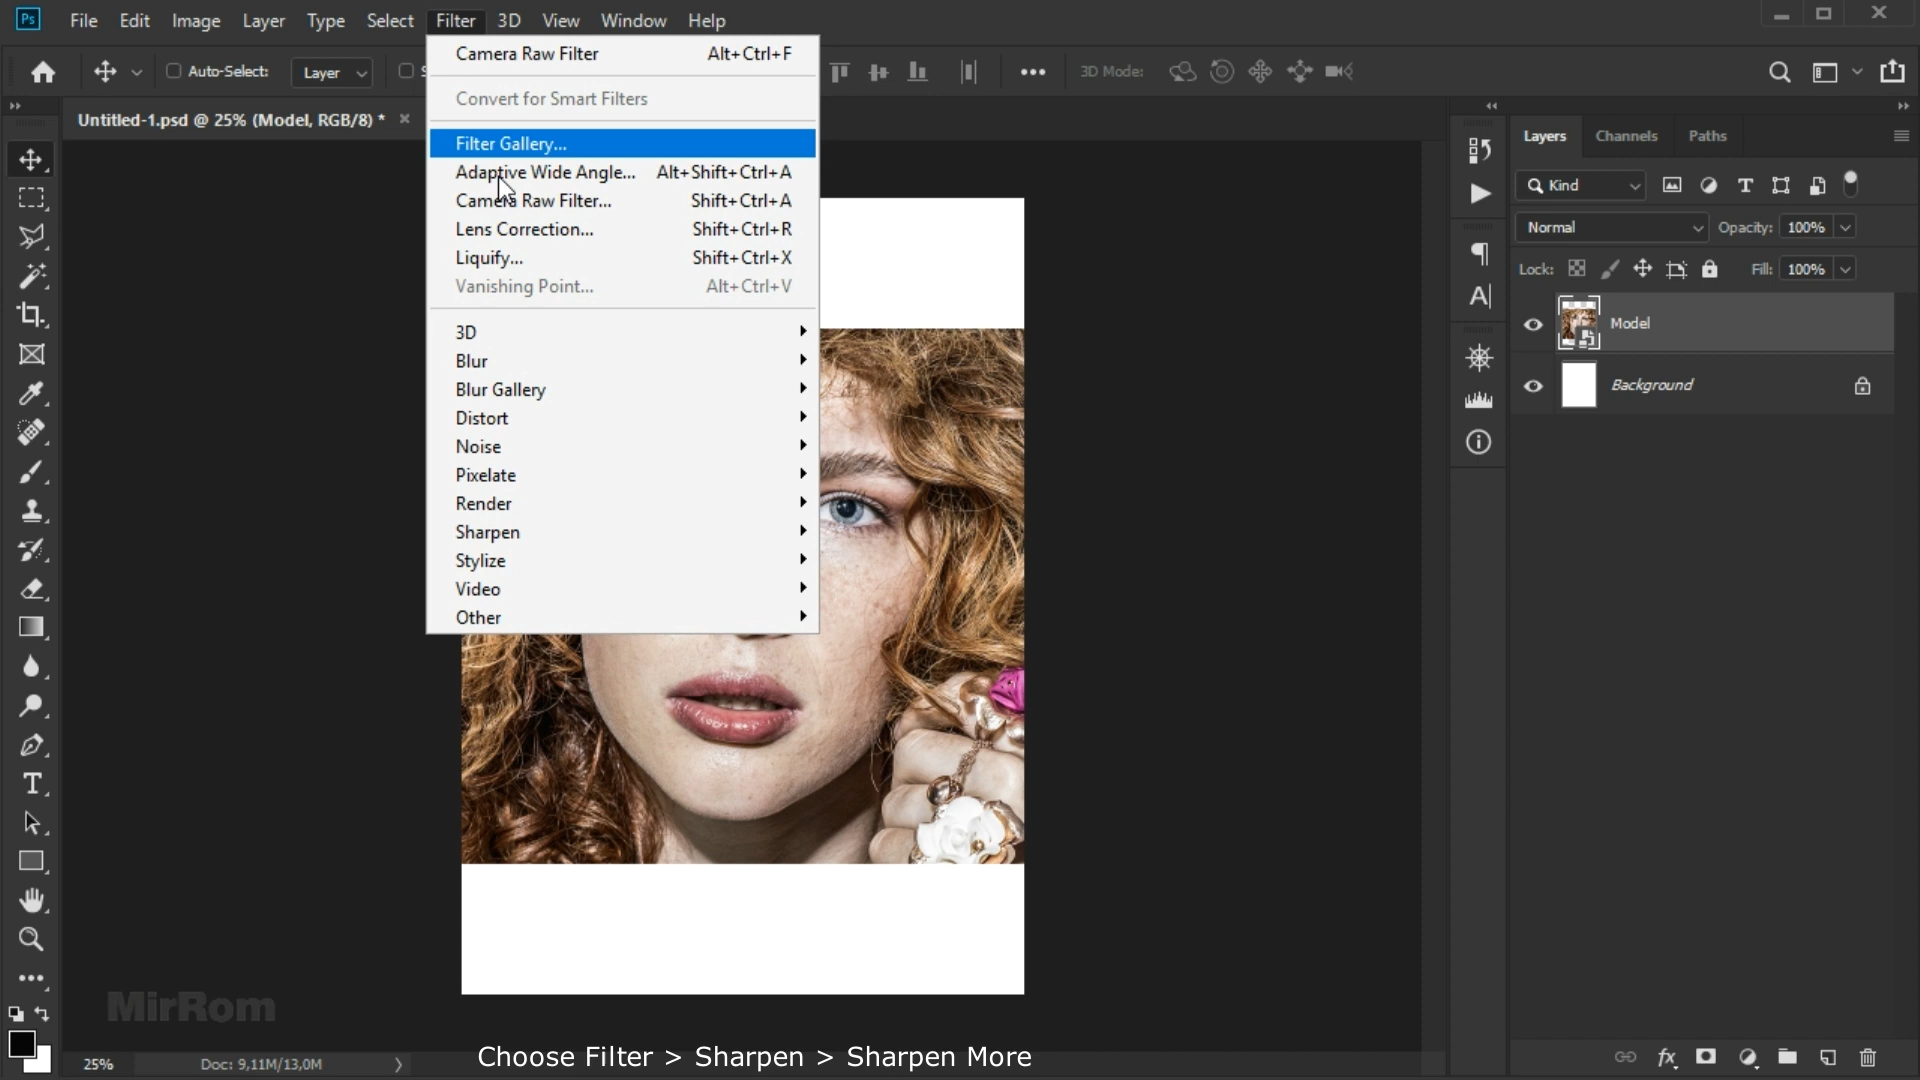 Ps File Edit Image Layer Type Select Filter 3D View Window Help
Auto-Select: Layer S 3D Mode:
Untitled-1.psd @ 25% (Model, RGB/8) *
Camera Raw Filter Alt+Ctrl+F
Convert for Smart Filters
Filter Gallery...
Adaptive Wide Angle... Alt+Shift+Ctrl+A
Camera Raw Filter... Shift+Ctrl+A
Lens Correction... Shift+Ctrl+R
Liquify... Shift+Ctrl+X
Vanishing Point... Alt+Ctrl+V
3D
Blur
Blur Gallery
Distort
Noise
Pixelate
Render
Sharpen
Stylize
Video
Other
Layers Channels Paths
Kind
Normal Opacity: 100%
Lock: Fill: 100%
Model
Background
MirRom
25% Doc: 9,11M/13,0M
Choose Filter > Sharpen > Sharpen More